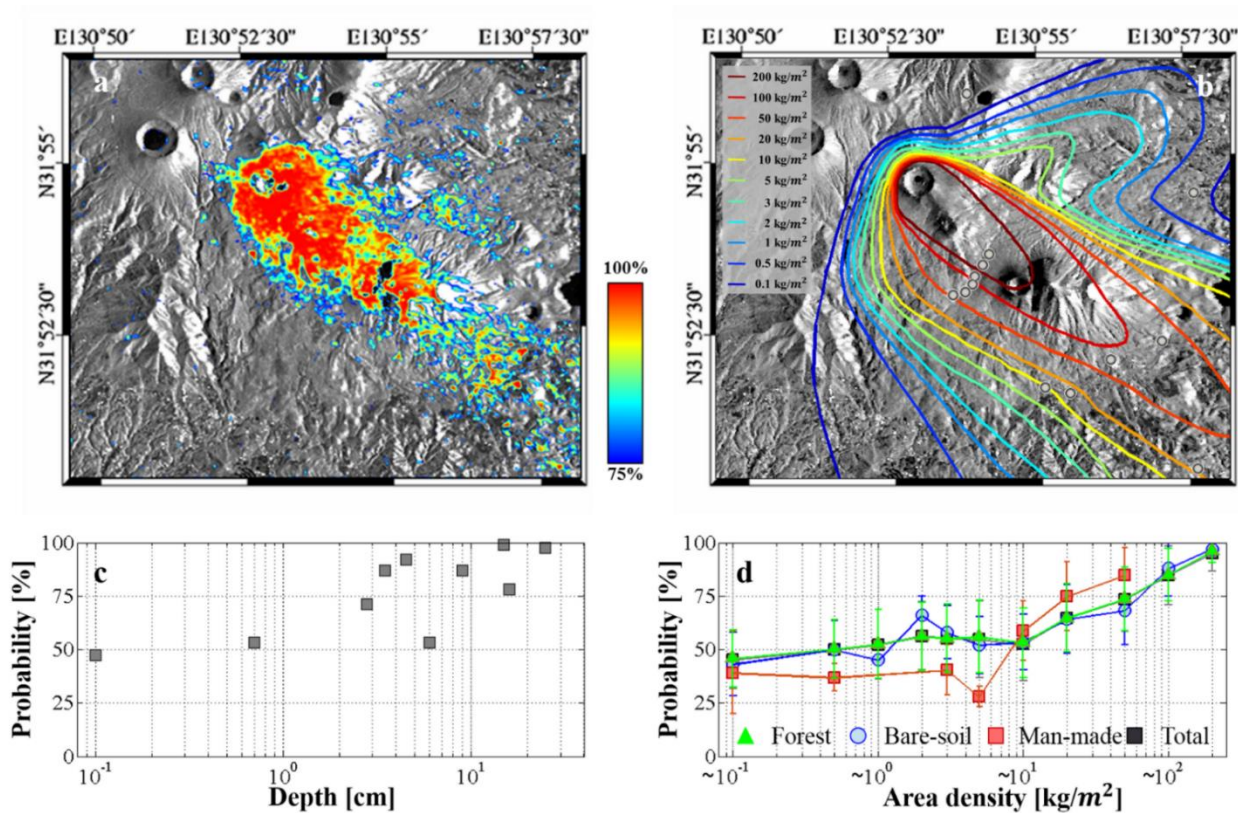 E130°50′ E130°52′30″ E130°55′ E130°57′30″
E130°50′ E130°52′30″ E130°55′ E130°57′30″
a
N31°55′
N31°52′30″
100%
75%
b
200 kg/m²
100 kg/m²
50 kg/m²
20 kg/m²
10 kg/m²
5 kg/m²
3 kg/m²
2 kg/m²
1 kg/m²
0.5 kg/m²
0.1 kg/m²
N31°55′
N31°52′30″
c
Probability [%]
100
75
50
25
0
10⁻¹ 10⁰ 10¹
Depth [cm]
d
Probability [%]
100
75
50
25
0
Forest Bare-soil Man-made Total
~10⁻¹ ~10⁰ ~10¹ ~10²
Area density [kg/m²]